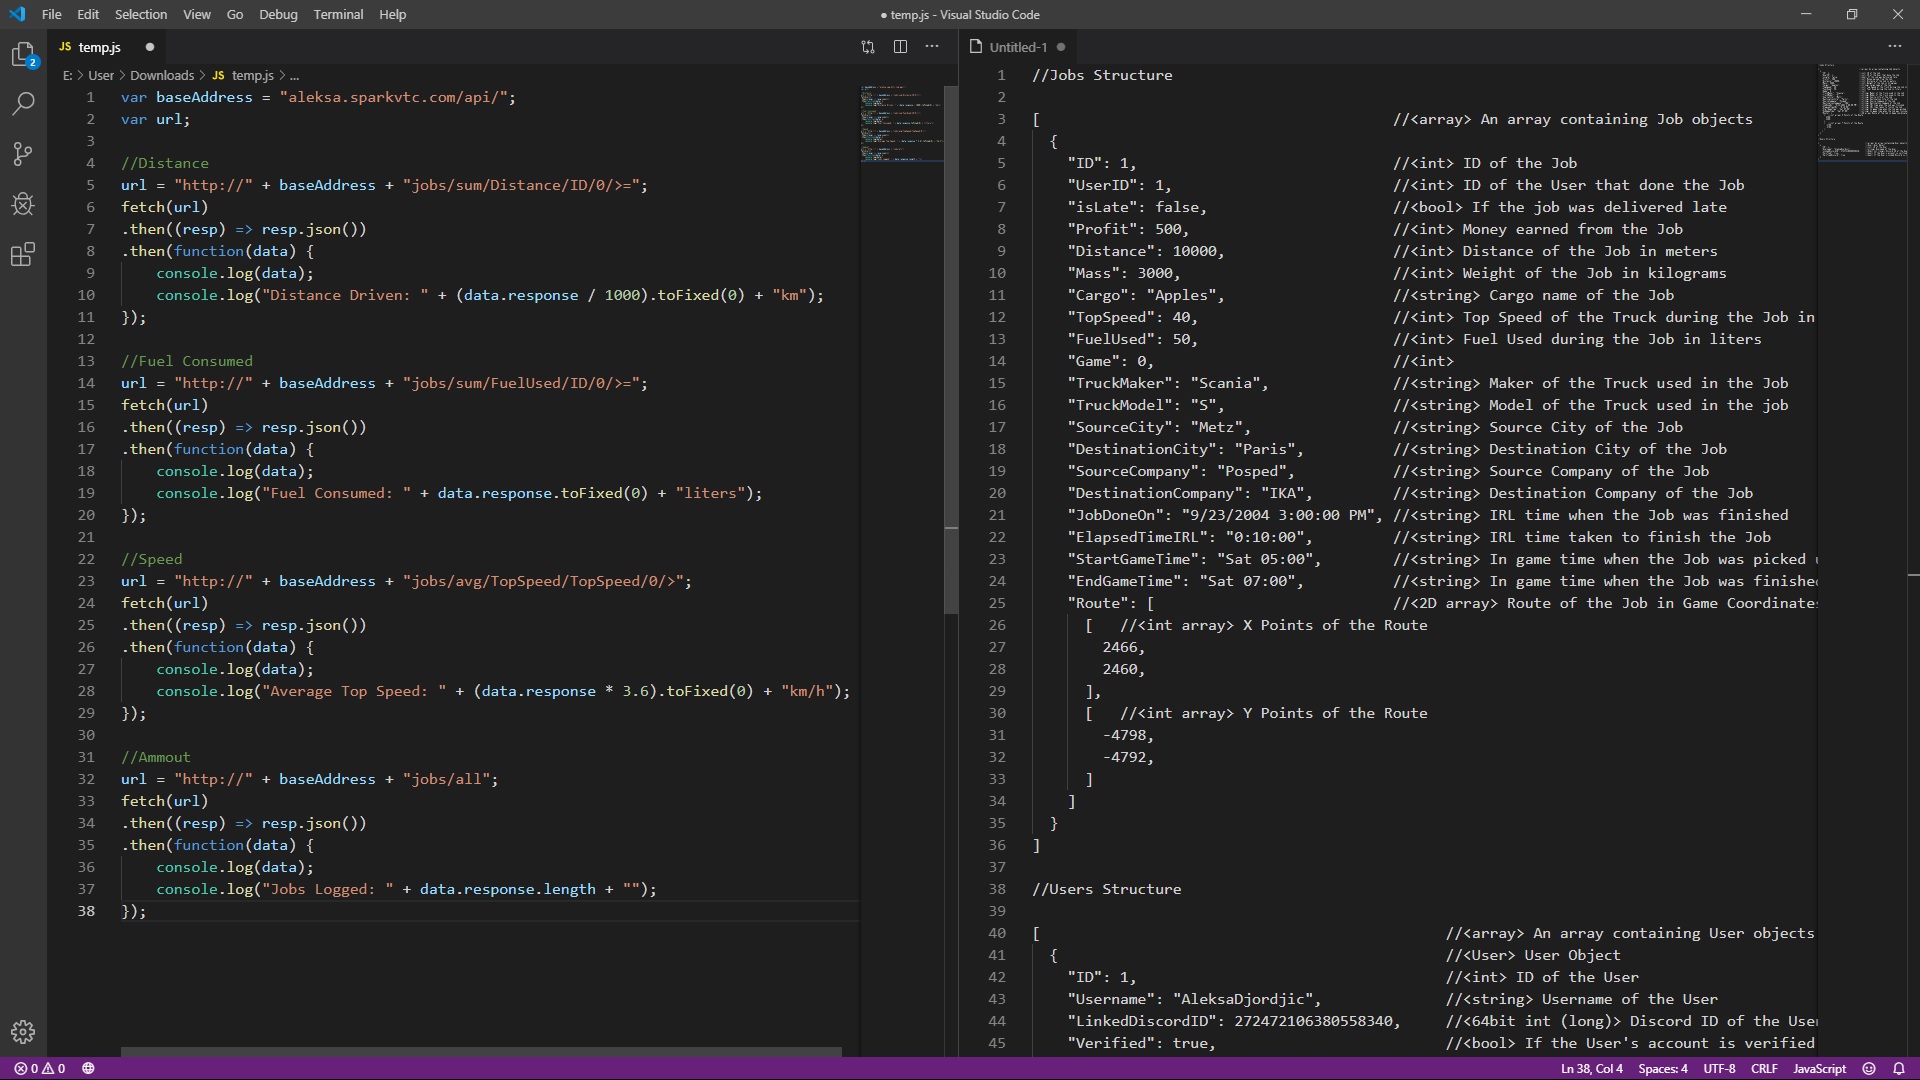 File Edit Selection View Go Debug Terminal Help
● temp.js - Visual Studio Code
JS temp.js
E: > User > Downloads > JS temp.js > ...
2
1 var baseAddress = "aleksa.sparkvtc.com/api/";
2 var url;
3
4 //Distance
5 url = "http://" + baseAddress + "jobs/sum/Distance/ID/0/>=";
6 fetch(url)
7 .then((resp) => resp.json())
8 .then(function(data) {
9 console.log(data);
10 console.log("Distance Driven: " + (data.response / 1000).toFixed(0) + "km");
11 });
12
13 //Fuel Consumed
14 url = "http://" + baseAddress + "jobs/sum/FuelUsed/ID/0/>=";
15 fetch(url)
16 .then((resp) => resp.json())
17 .then(function(data) {
18 console.log(data);
19 console.log("Fuel Consumed: " + data.response.toFixed(0) + "liters");
20 });
21
22 //Speed
23 url = "http://" + baseAddress + "jobs/avg/TopSpeed/TopSpeed/0/>";
24 fetch(url)
25 .then((resp) => resp.json())
26 .then(function(data) {
27 console.log(data);
28 console.log("Average Top Speed: " + (data.response * 3.6).toFixed(0) + "km/h");
29 });
30
31 //Ammout
32 url = "http://" + baseAddress + "jobs/all";
33 fetch(url)
34 .then((resp) => resp.json())
35 .then(function(data) {
36 console.log(data);
37 console.log("Jobs Logged: " + data.response.length + "");
38 });
Untitled-1
1 //Jobs Structure
2
3 [ //<array> An array containing Job objects
4 {
5 "ID": 1, //<int> ID of the Job
6 "UserID": 1, //<int> ID of the User that done the Job
7 "isLate": false, //<bool> If the job was delivered late
8 "Profit": 500, //<int> Money earned from the Job
9 "Distance": 10000, //<int> Distance of the Job in meters
10 "Mass": 3000, //<int> Weight of the Job in kilograms
11 "Cargo": "Apples", //<string> Cargo name of the Job
12 "TopSpeed": 40, //<int> Top Speed of the Truck during the Job in
13 "FuelUsed": 50, //<int> Fuel Used during the Job in liters
14 "Game": 0, //<int>
15 "TruckMaker": "Scania", //<string> Maker of the Truck used in the Job
16 "TruckModel": "S", //<string> Model of the Truck used in the job
17 "SourceCity": "Metz", //<string> Source City of the Job
18 "DestinationCity": "Paris", //<string> Destination City of the Job
19 "SourceCompany": "Posped", //<string> Source Company of the Job
20 "DestinationCompany": "IKA", //<string> Destination Company of the Job
21 "JobDoneOn": "9/23/2004 3:00:00 PM", //<string> IRL time when the Job was finished
22 "ElapsedTimeIRL": "0:10:00", //<string> IRL time taken to finish the Job
23 "StartGameTime": "Sat 05:00", //<string> In game time when the Job was picked
24 "EndGameTime": "Sat 07:00", //<string> In game time when the Job was finished
25 "Route": [ //<2D array> Route of the Job in Game Coordinates
26 [ //<int array> X Points of the Route
27 2466,
28 2460,
29 ],
30 [ //<int array> Y Points of the Route
31 -4798,
32 -4792,
33 ]
34 ]
35 }
36 ]
37
38 //Users Structure
39
40 [ //<array> An array containing User objects
41 { //<User> User Object
42 "ID": 1, //<int> ID of the User
43 "Username": "AleksaDjordjic", //<string> Username of the User
44 "LinkedDiscordID": 272472106380558340, //<64bit int (long)> Discord ID of the User
45 "Verified": true, //<bool> If the User's account is verified
0 0 Ln 38, Col 4 Spaces: 4 UTF-8 CRLF JavaScript